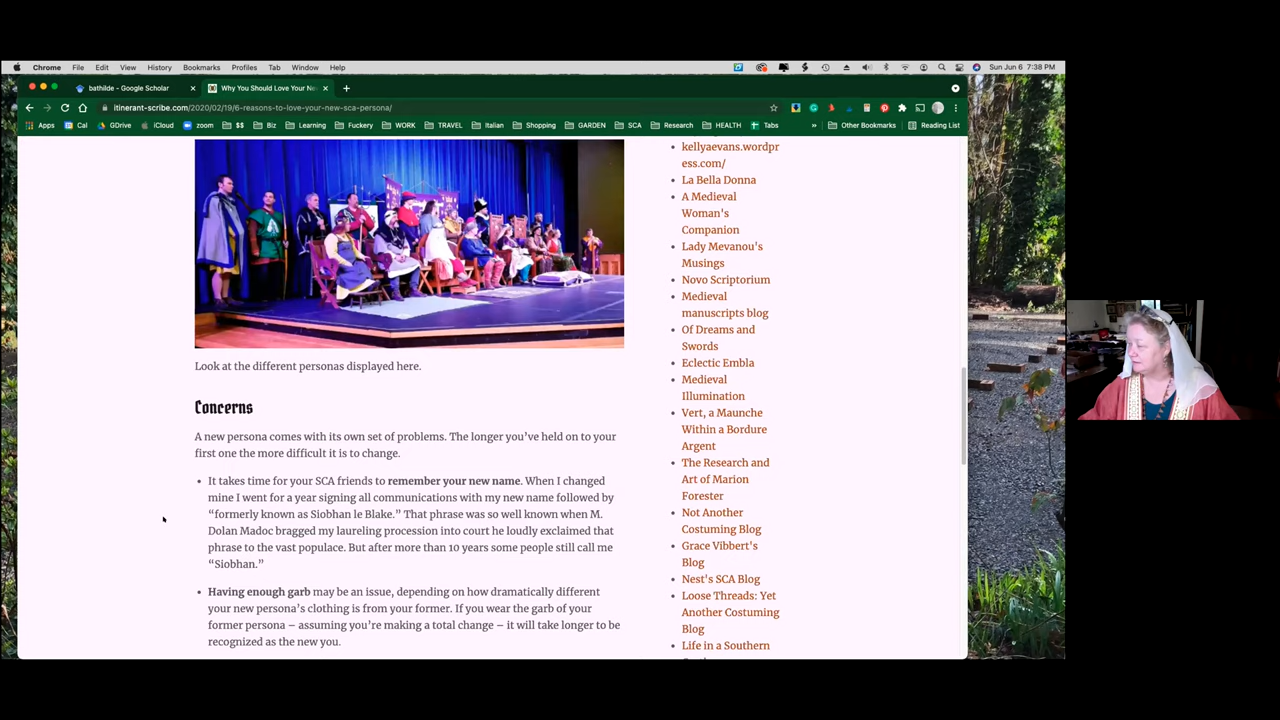 Chrome File Edit View History Bookmarks Profiles Tab Window Help
Sun Jun 6 7:38 PM
bathilde - Google Scholar
Why You Should Love Your Ne
itinerant-scribe.com/2020/02/19/6-reasons-to-love-your-new-sca-persona/
Apps Cal GDrive iCloud zoom $$ Biz Learning Fuckery WORK TRAVEL Italian Shopping GARDEN SCA Research HEALTH Tabs » Other Bookmarks Reading List
Look at the different personas displayed here.
Concerns
A new persona comes with its own set of problems. The longer you've held on to your
first one the more difficult it is to change.
• It takes time for your SCA friends to remember your new name. When I changed
mine I went for a year signing all communications with my new name followed by
“formerly known as Siobhan le Blake.” That phrase was so well known when M.
Dolan Madoc bragged my laureling procession into court he loudly exclaimed that
phrase to the vast populace. But after more than 10 years some people still call me
“Siobhan.”
• Having enough garb may be an issue, depending on how dramatically different
your new persona’s clothing is from your former. If you wear the garb of your
former persona – assuming you’re making a total change – it will take longer to be
recognized as the new you.
• kellyaevans.wordpr
ess.com/
• La Bella Donna
• A Medieval
Woman's
Companion
• Lady Mevanou's
Musings
• Novo Scriptorium
• Medieval
manuscripts blog
• Of Dreams and
Swords
• Eclectic Embla
• Medieval
Illumination
• Vert, a Maunche
Within a Bordure
Argent
• The Research and
Art of Marion
Forester
• Not Another
Costuming Blog
• Grace Vibbert's
Blog
• Nest's SCA Blog
• Loose Threads: Yet
Another Costuming
Blog
• Life in a Southern